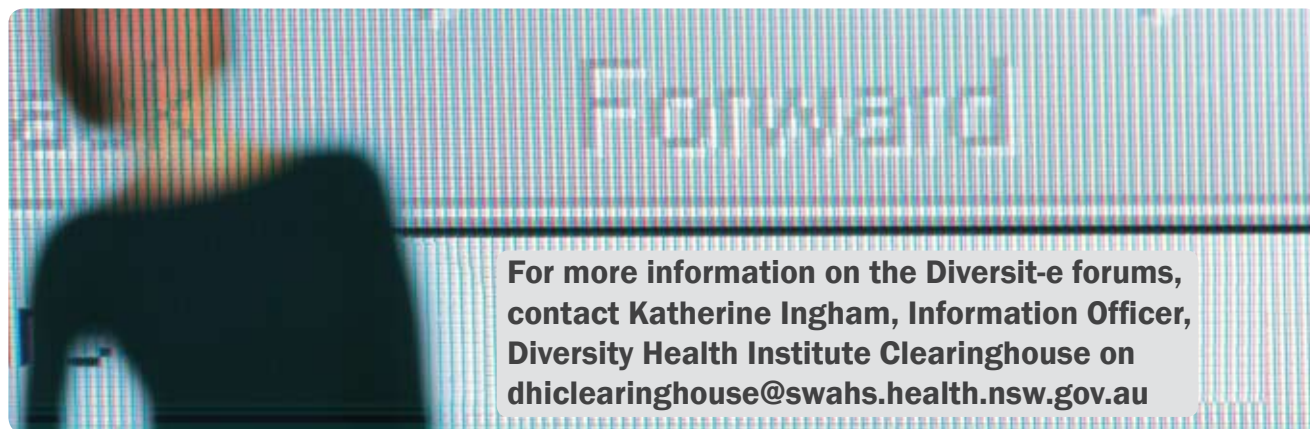 Forward
For more information on the Diversit-e forums,
contact Katherine Ingham, Information Officer,
Diversity Health Institute Clearinghouse on
dhiclearinghouse@swahs.health.nsw.gov.au